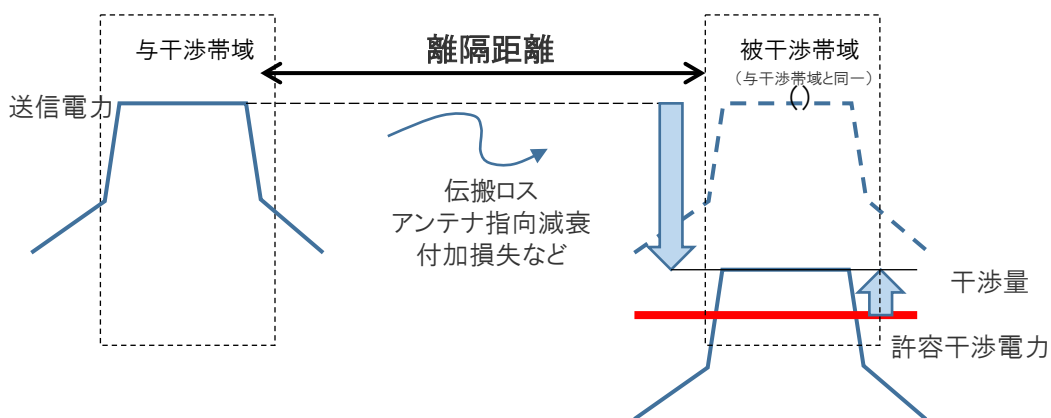 与干渉帯域
離隔距離
被干渉帯域
（与干渉帯域と同一）
()
送信電力
伝搬ロス
アンテナ指向減衰
付加損失など
干渉量
許容干渉電力